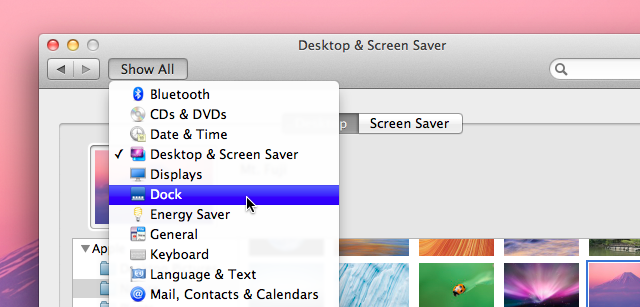 Desktop & Screen Saver
Show All
Bluetooth
CDs & DVDs
Date & Time
✓ Desktop & Screen Saver
Displays
Dock
Energy Saver
General
Keyboard
Language & Text
Mail, Contacts & Calendars
Screen Saver